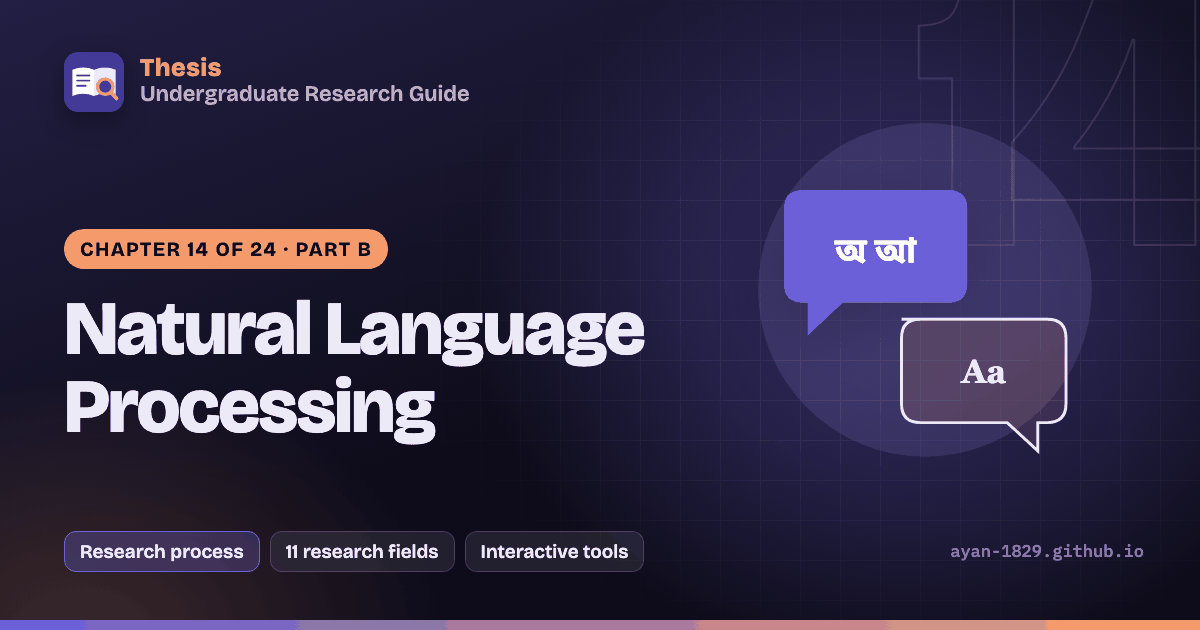 Thesis
Undergraduate Research Guide
14
CHAPTER 14 OF 24 · PART B
Natural Language
Processing
অ আ
Aa
Research process
11 research fields
Interactive tools
ayan-1829.github.io